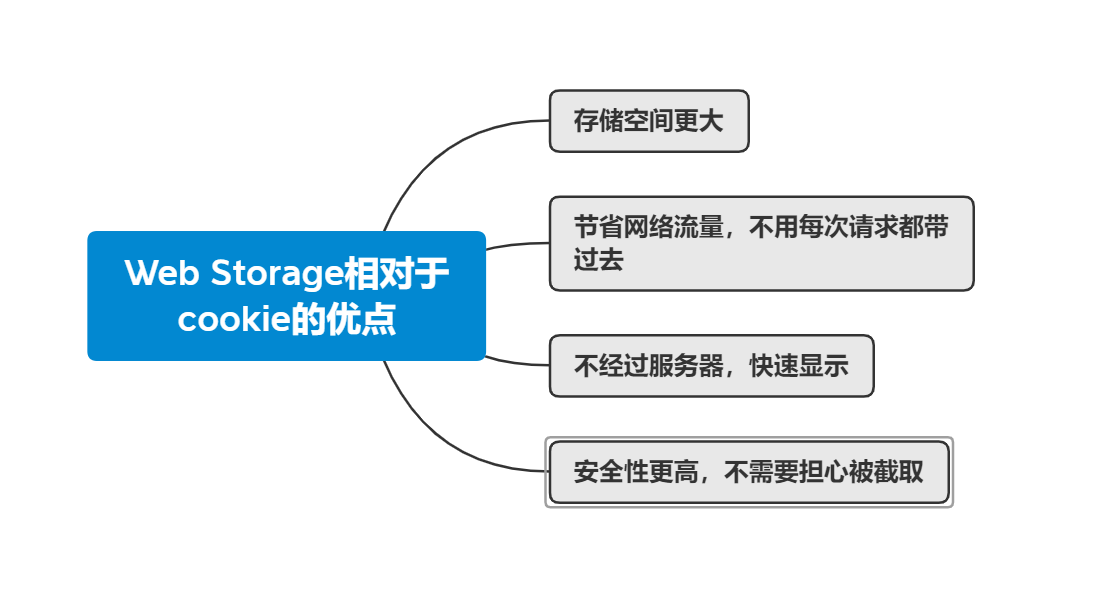 Web Storage相对于
cookie的优点
存储空间更大
节省网络流量，不用每次请求都带
过去
不经过服务器，快速显示
安全性更高，不需要担心被截取